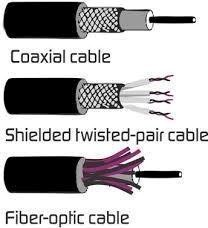 Coaxial cable
Shielded twisted-pair cable
Fiber-optic cable